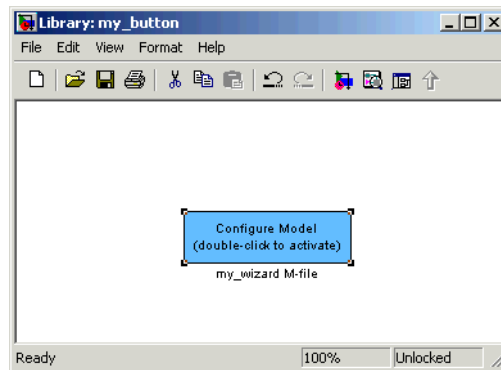 Library: my_button
File Edit View Format Help
Configure Model
(double-click to activate)
my_wizard M-file
Ready 100% Unlocked